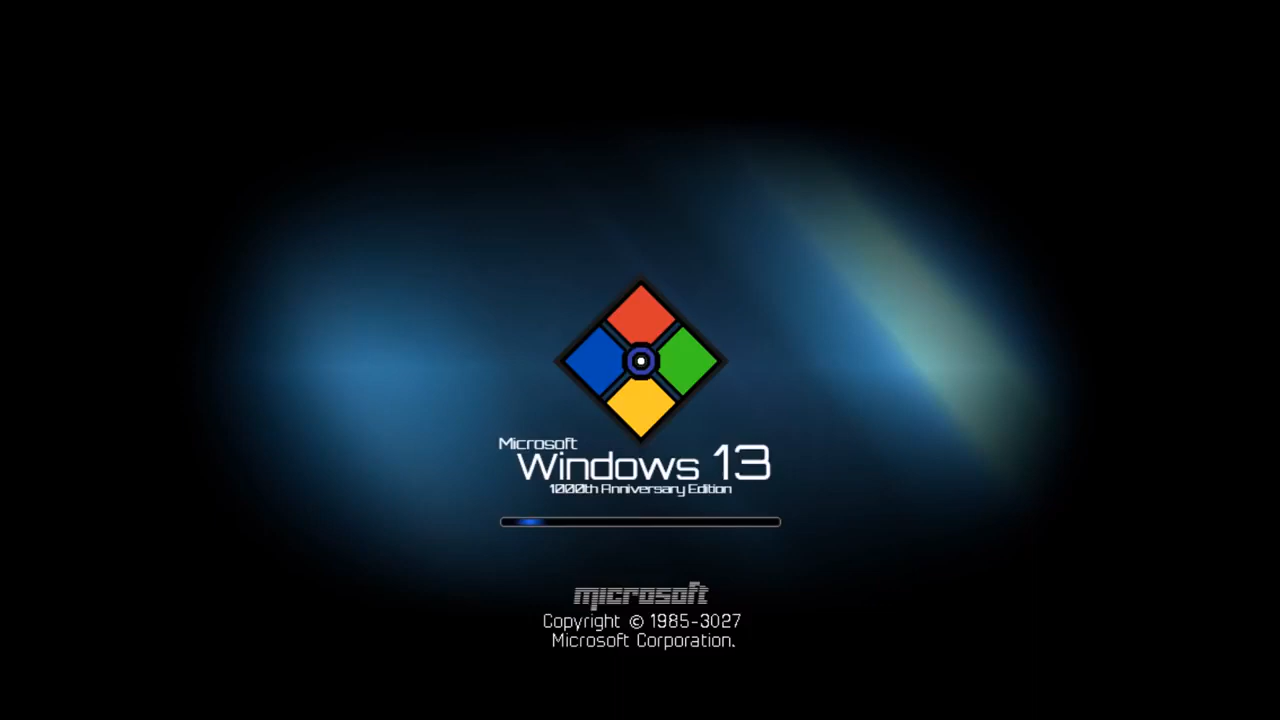 Microsoft
Windows 13
1000th Anniversary Edition
microsoft
Copyright © 1985-3027
Microsoft Corporation.